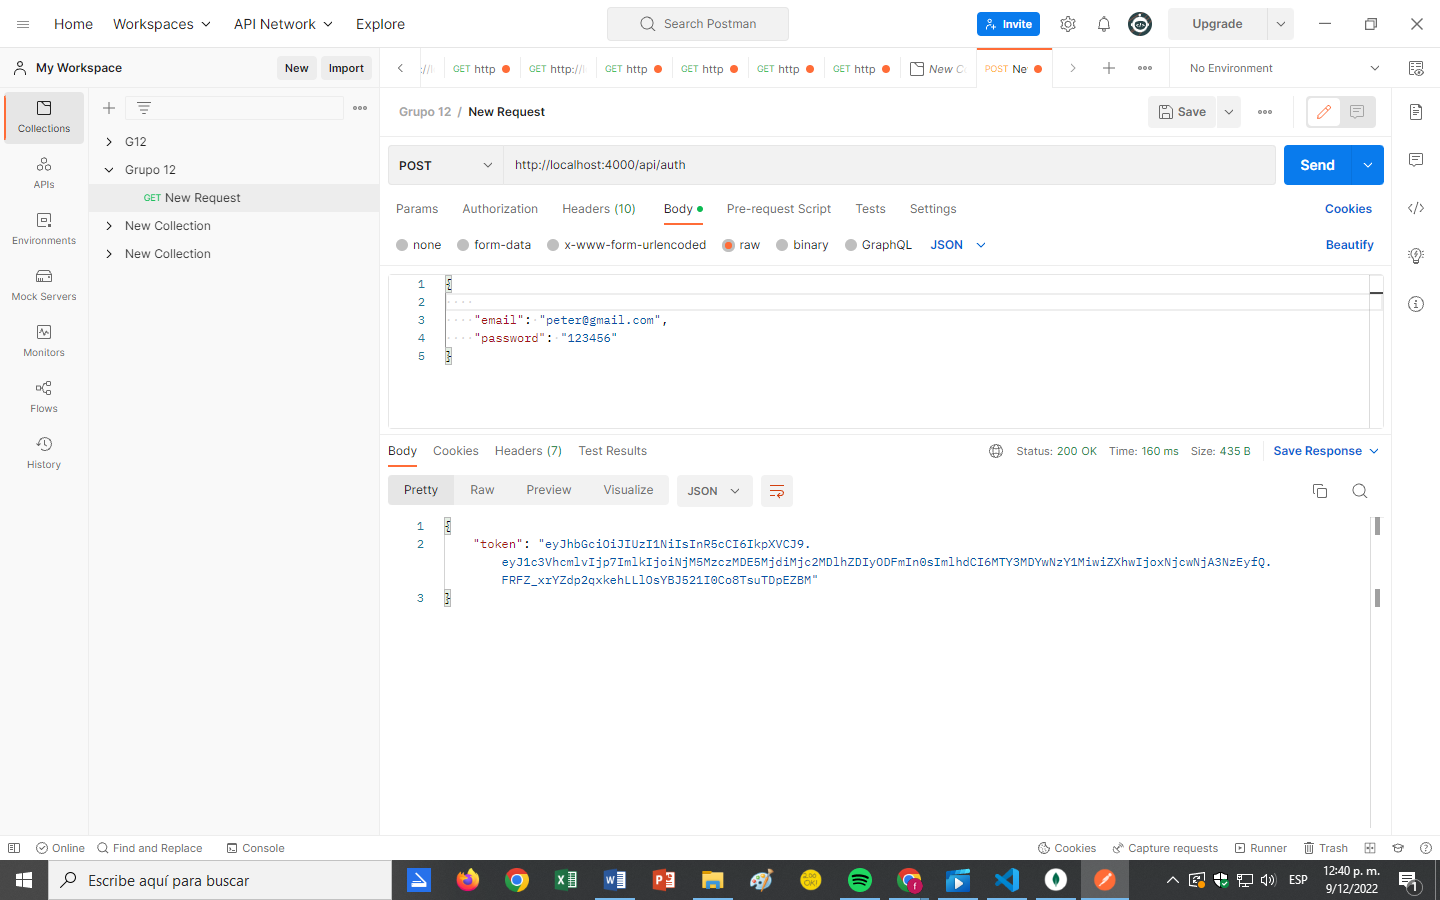 Home Workspaces API Network Explore Search Postman Invite Upgrade
My Workspace New Import GET http GET http:// GET http GET http GET http GET http New C POST Ne No Environment
Collections
APIs
Environments
Mock Servers
Monitors
Flows
History
G12
Grupo 12
GET New Request
New Collection
New Collection
Grupo 12 / New Request Save
POST http://localhost:4000/api/auth Send
Params Authorization Headers (10) Body Pre-request Script Tests Settings Cookies
none form-data x-www-form-urlencoded raw binary GraphQL JSON Beautify
1 {
2
3 "email": "peter@gmail.com",
4 "password": "123456"
5 }
Body Cookies Headers (7) Test Results Status: 200 OK Time: 160 ms Size: 435 B Save Response
Pretty Raw Preview Visualize JSON
1 {
2 "token": "eyJhbGciOiJIUzI1NiIsInR5cCI6IkpXVCJ9.
eyJ1c3VhcmlvIjp7ImlkIjoiNjM5MzczMDE5MjdiMjc2MDlhZDIyODFmIn0sImlhdCI6MTY3MDYwNzY1MiwiZXhwIjoxNjcwNjA3NzEyfQ.
FRFZ_xrYZdp2qxkehLLlOsYBJ521I0Co8TsuTDpEZBM"
3 }
Online Find and Replace Console Cookies Capture requests Runner Trash
Escribe aquí para buscar ESP 12:40 p. m.
9/12/2022
1